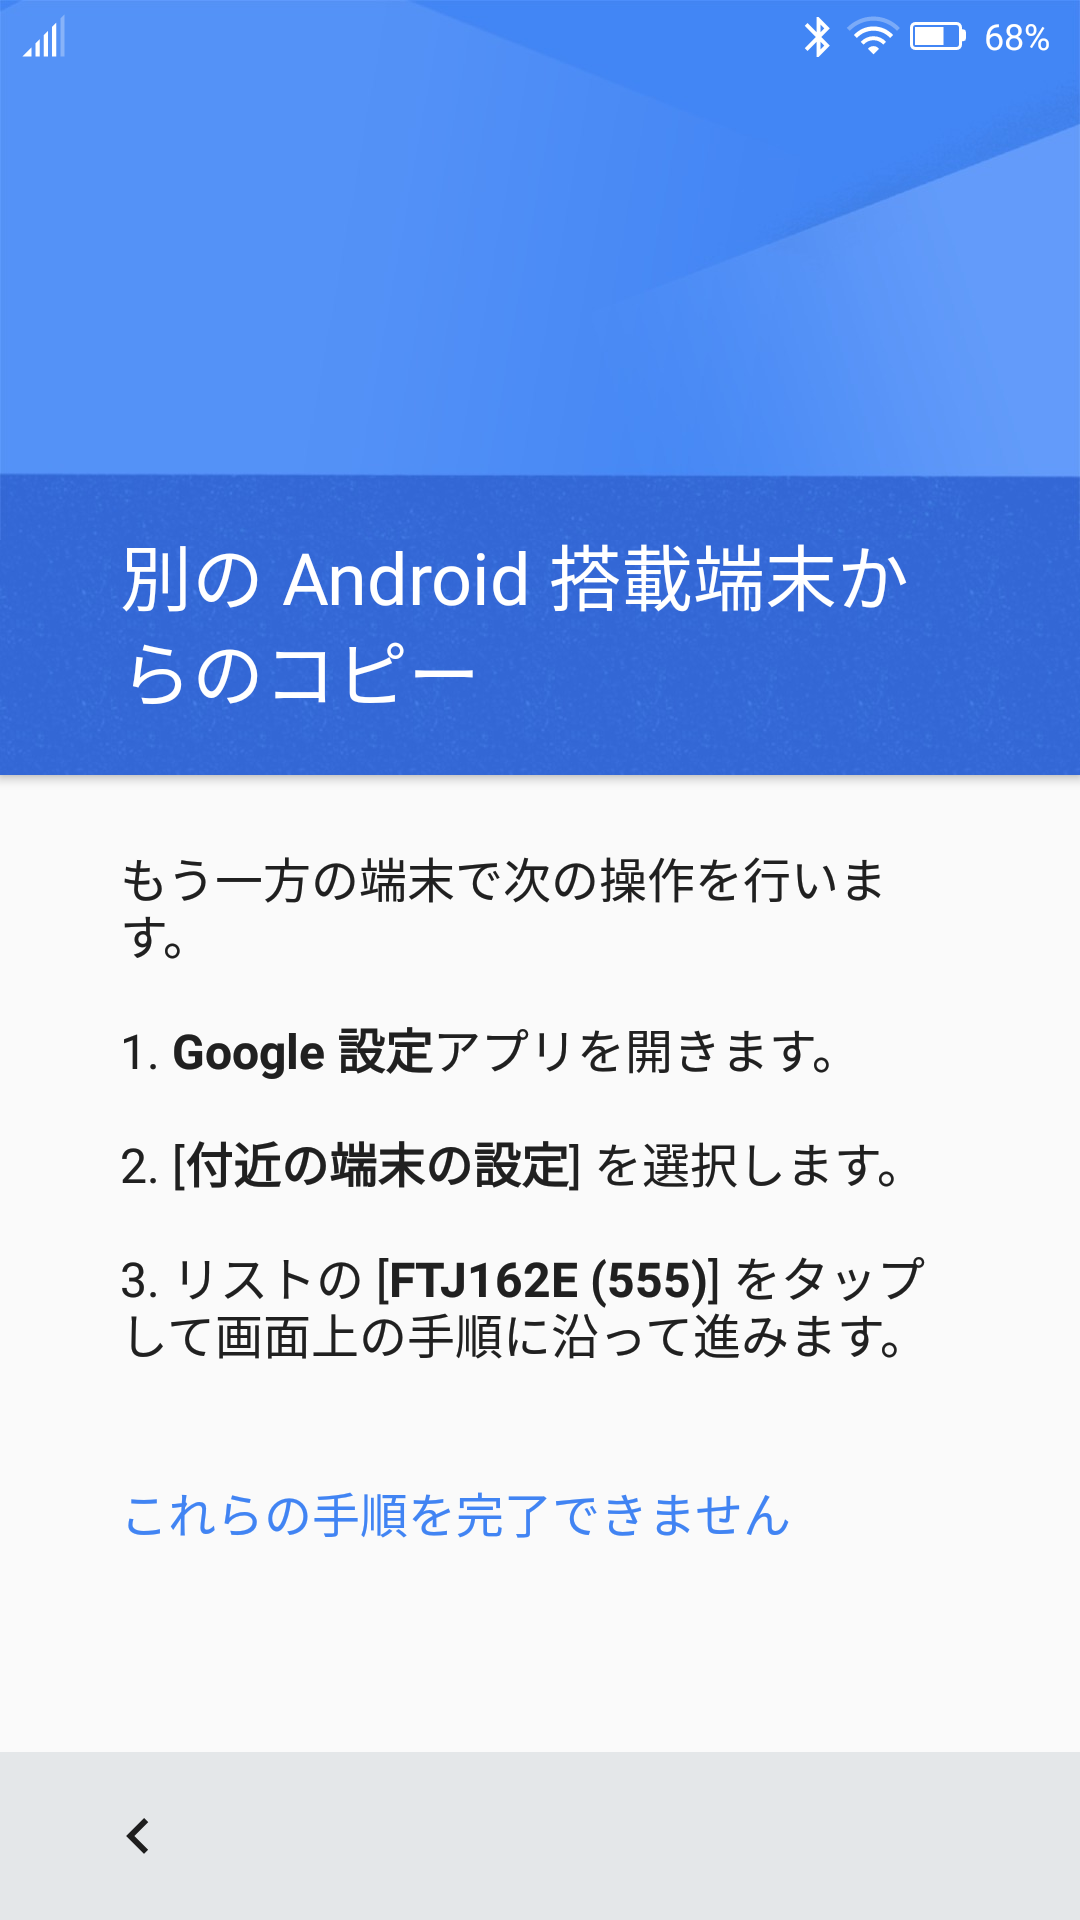 68%
別の Android 搭載端末か
らのコピー
もう一方の端末で次の操作を行いま
す。
1. Google 設定アプリを開きます。
2. [付近の端末の設定] を選択します。
3. リストの [FTJ162E (555)] をタップ
して画面上の手順に沿って進みます。
これらの手順を完了できません